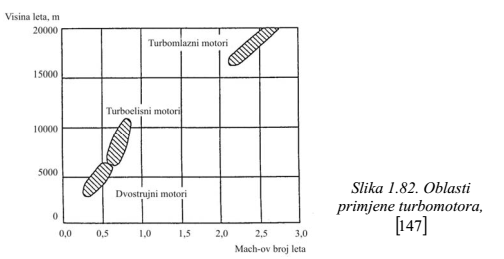 Visina leta, m
20000
Turbomlazni motori
15000
Turboelisni motori
10000
5000
Dvostrujni motori
0
0,0 0,5 1,0 1,5 2,0 2,5 3,0
Mach-ov broj leta
Slika 1.82. Oblasti
primjene turbomotora,
[147]